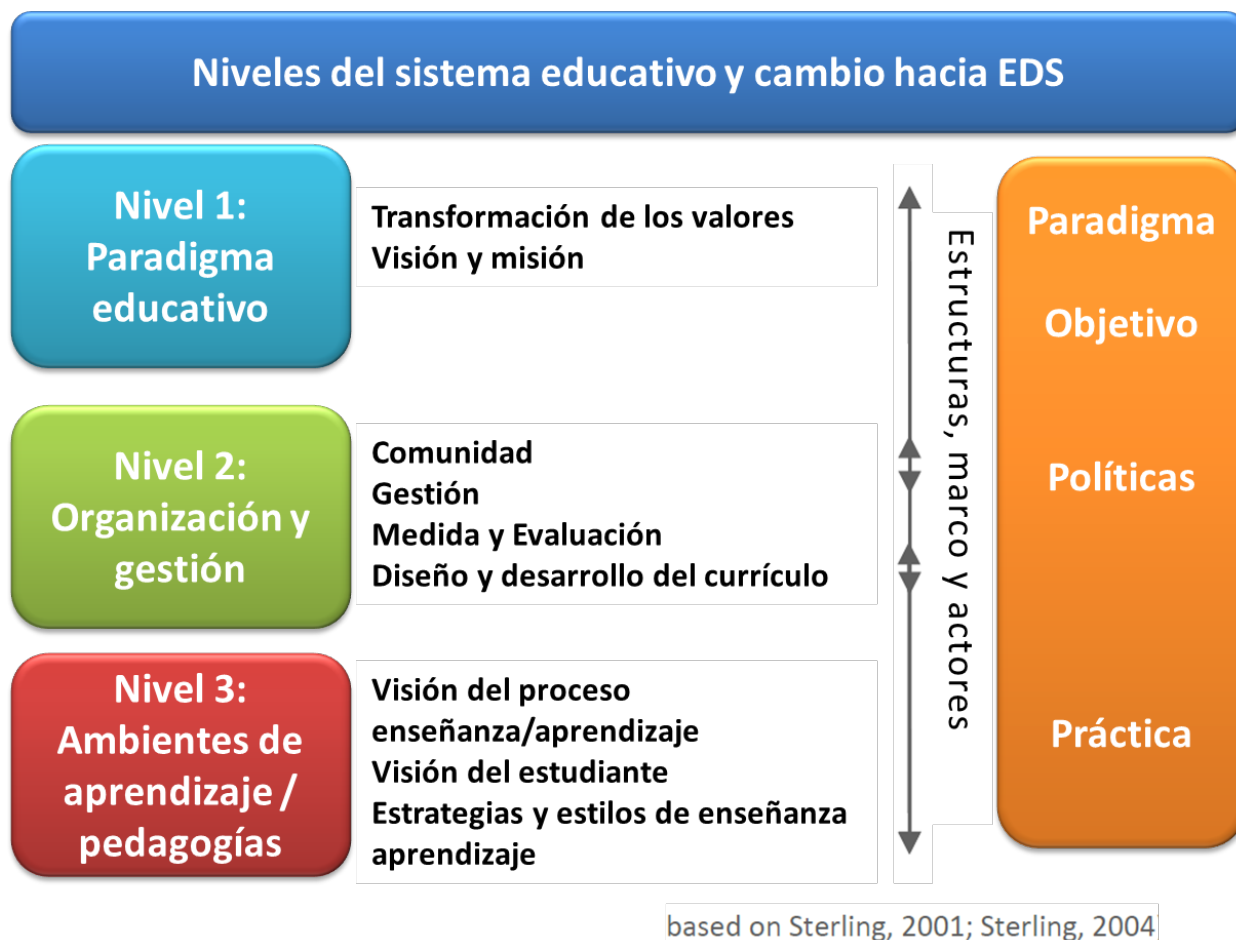 Niveles del sistema educativo y cambio hacia EDS
Nivel 1:
Paradigma
educativo
Transformación de los valores
Visión y misión
Nivel 2:
Organización y
gestión
Comunidad
Gestión
Medida y Evaluación
Diseño y desarrollo del currículo
Nivel 3:
Ambientes de
aprendizaje /
pedagogías
Visión del proceso
enseñanza/aprendizaje
Visión del estudiante
Estrategias y estilos de enseñanza
aprendizaje
Estructuras, marco y actores
Paradigma
Objetivo
Políticas
Práctica
based on Sterling, 2001; Sterling, 2004